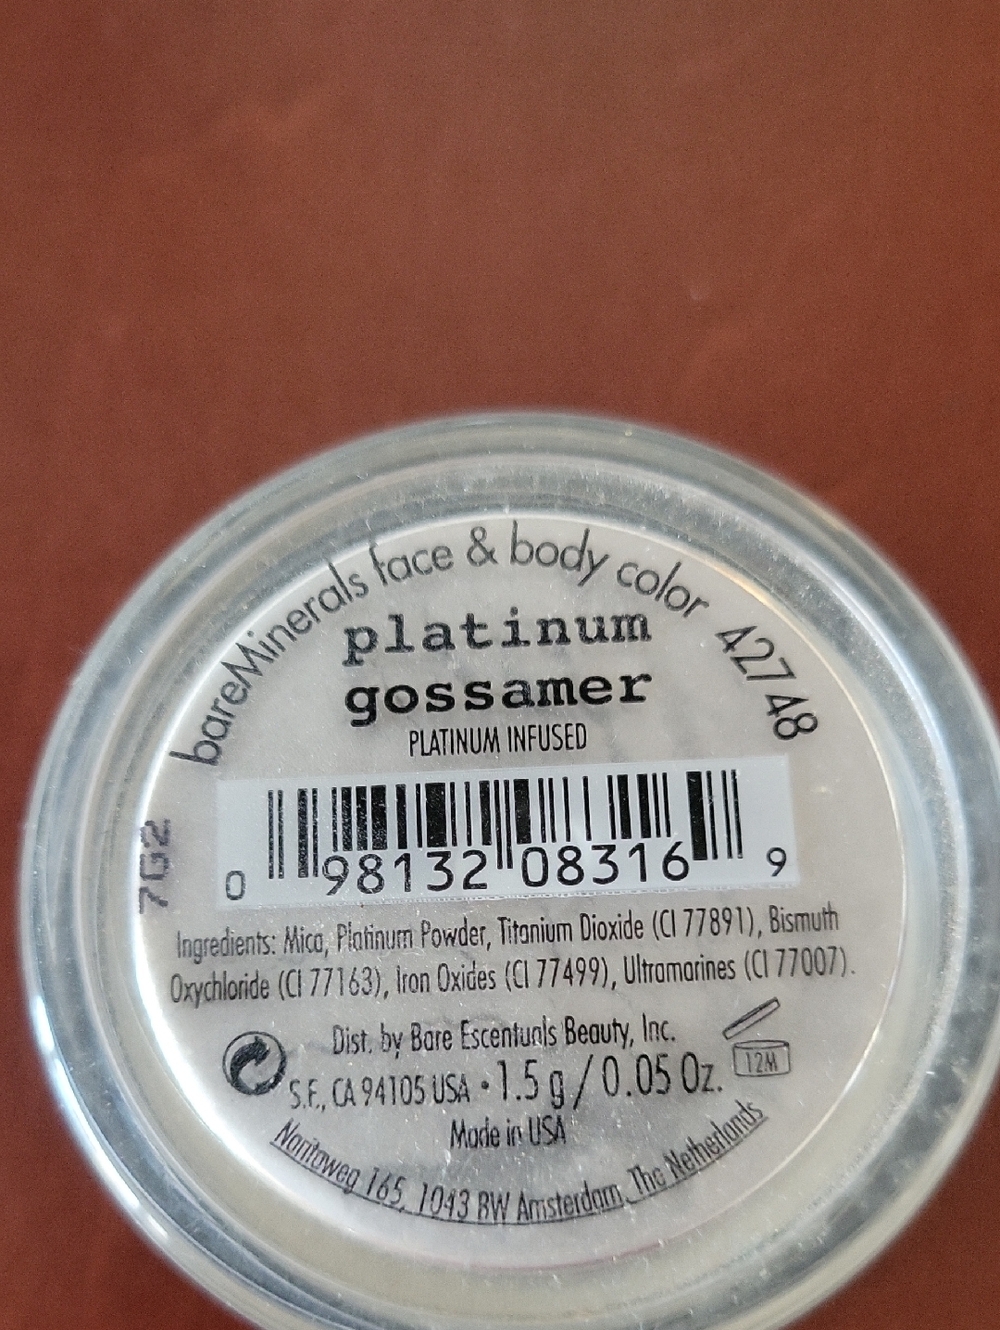 bareMinerals face & body color 42748
platinum
gossamer
PLATINUM INFUSED
7G2
0 98132 08316 9
Ingredients: Mica, Platinum Powder, Titanium Dioxide (CI 77891), Bismuth
Oxychloride (CI 77163), Iron Oxides (CI 77499), Ultramarines (CI 77007).
Dist. by Bare Escentuals Beauty, Inc.
S.F., CA 94105 USA • 1.5 g / 0.05 Oz.
12M
Made in USA
Naritaweg 165, 1043 BW Amsterdam, The Netherlands